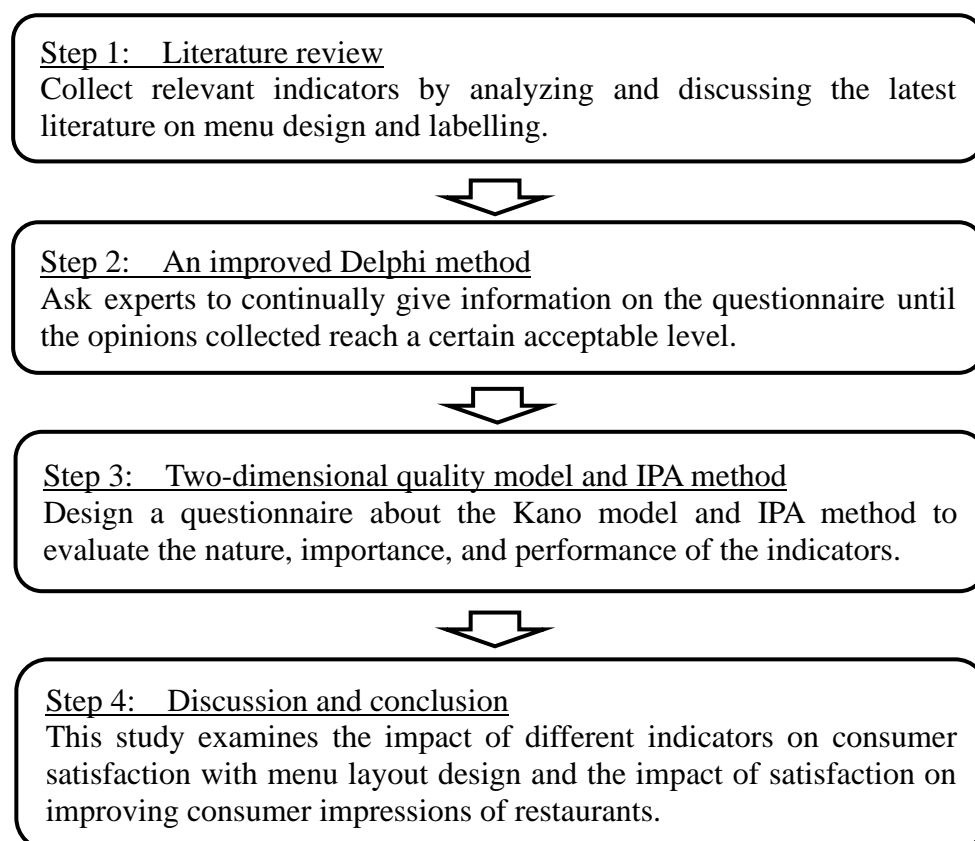 Step 1: Literature review
Collect relevant indicators by analyzing and discussing the latest
literature on menu design and labelling.
Step 2: An improved Delphi method
Ask experts to continually give information on the questionnaire until
the opinions collected reach a certain acceptable level.
Step 3: Two-dimensional quality model and IPA method
Design a questionnaire about the Kano model and IPA method to
evaluate the nature, importance, and performance of the indicators.
Step 4: Discussion and conclusion
This study examines the impact of different indicators on consumer
satisfaction with menu layout design and the impact of satisfaction on
improving consumer impressions of restaurants.